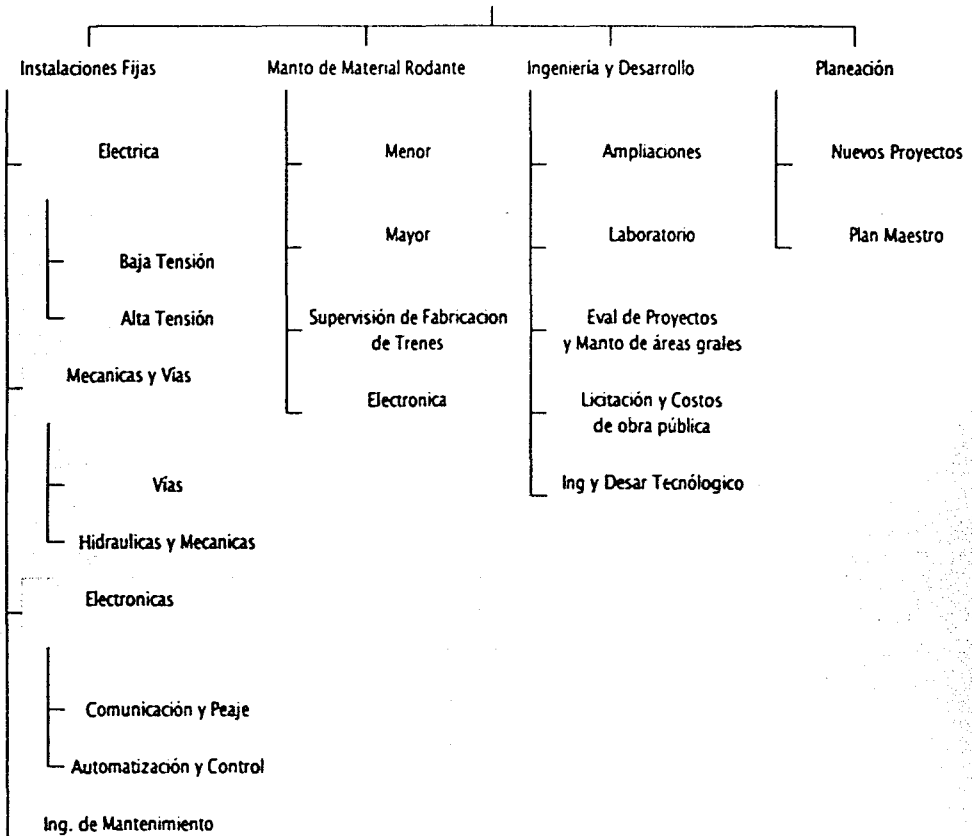 Instalaciones Fijas
Electrica
Baja Tensión
Alta Tensión
Mecanicas y Vías
Vías
Hidraulicas y Mecanicas
Electronicas
Comunicación y Peaje
Automatización y Control
Ing. de Mantenimiento
Manto de Material Rodante
Menor
Mayor
Supervisión de Fabricacion
de Trenes
Electronica
Ingeniería y Desarrollo
Ampliaciones
Laboratorio
Eval de Proyectos
y Manto de áreas grales
Licitación y Costos
de obra pública
Ing y Desar Tecnólogico
Planeación
Nuevos Proyectos
Plan Maestro